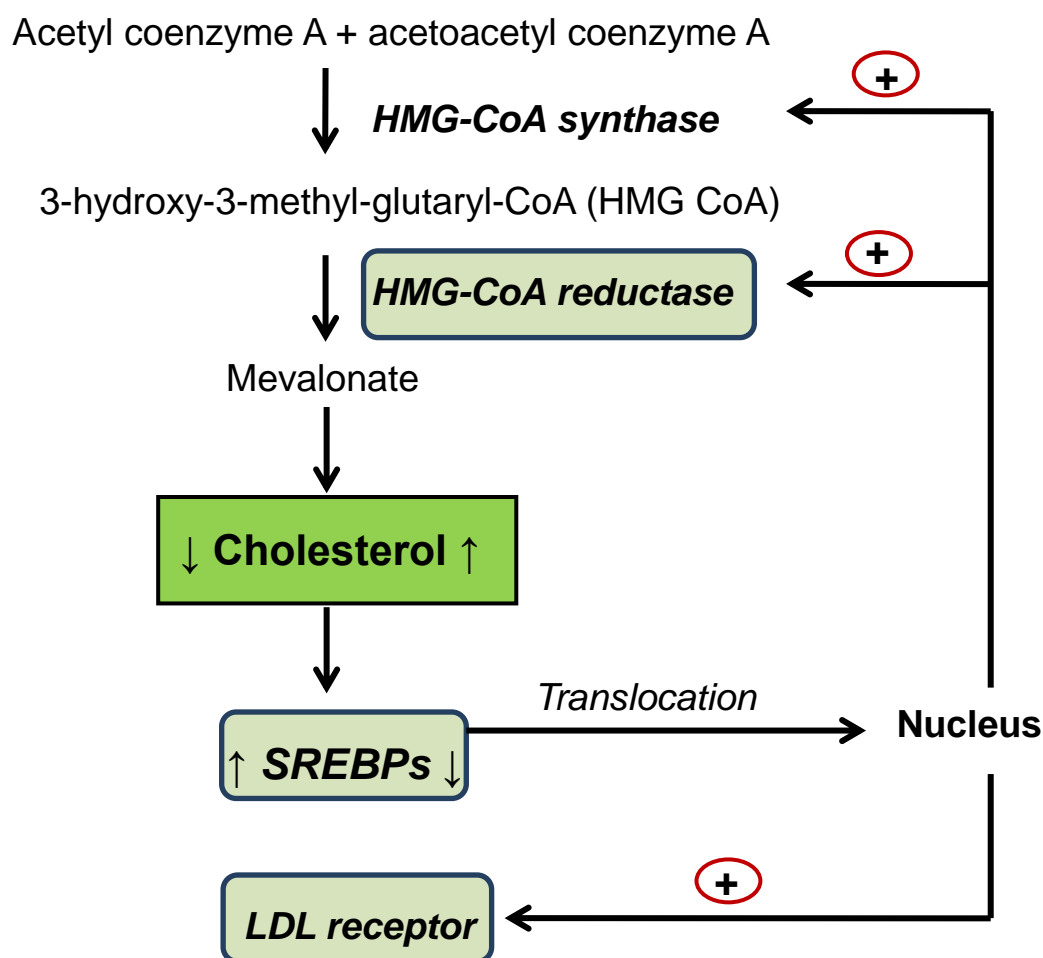 Acetyl coenzyme A + acetoacetyl coenzyme A
+
HMG-CoA synthase
3-hydroxy-3-methyl-glutaryl-CoA (HMG CoA)
+
HMG-CoA reductase
Mevalonate
↓ Cholesterol ↑
Translocation
Nucleus
↑ SREBPs ↓
+
LDL receptor